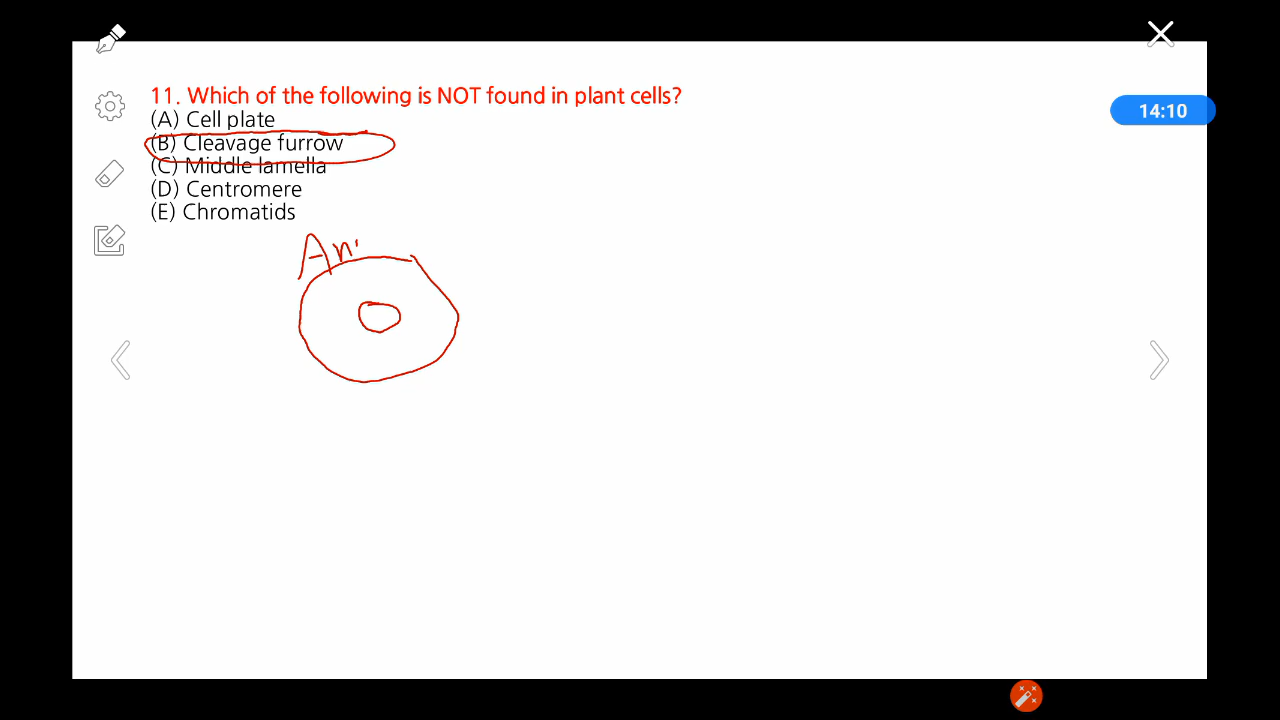 11. Which of the following is NOT found in plant cells?
14:10
(A) Cell plate
(B) Cleavage furrow
(C) Middle lamella
(D) Centromere
(E) Chromatids
Ani